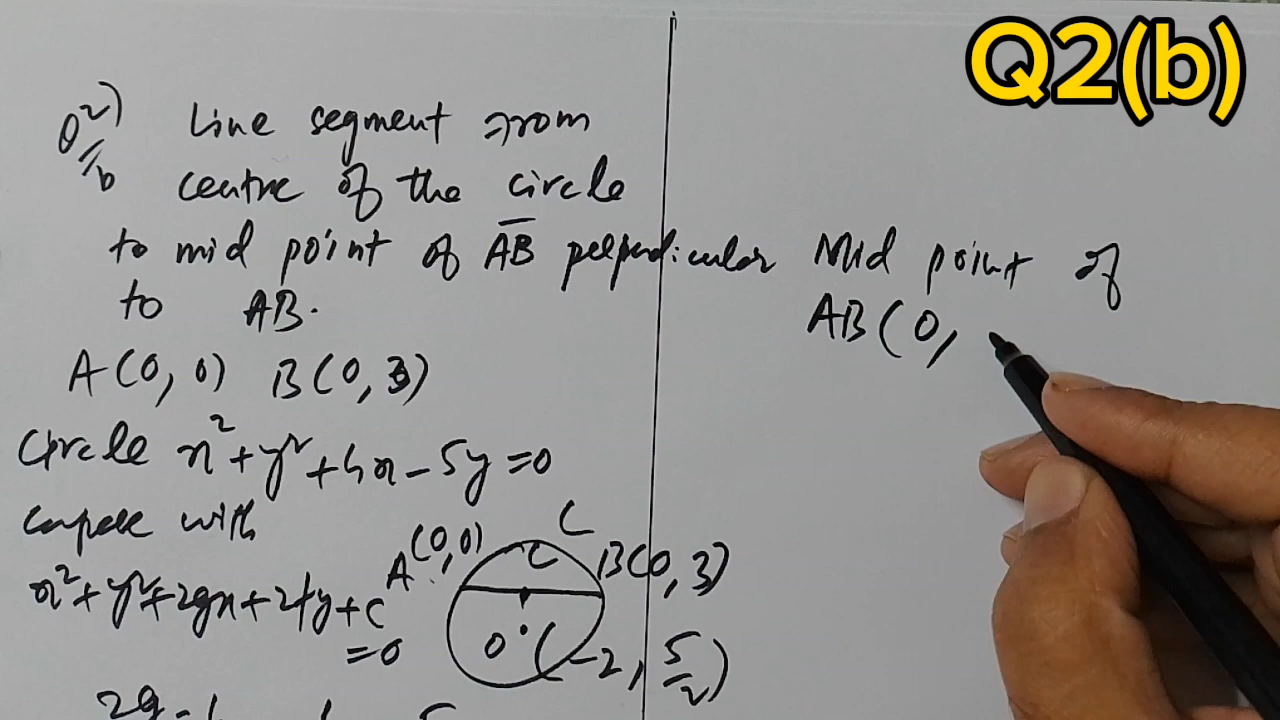 Q2(b)
Q2) Line segment from
b centre of the circle
to mid point of AB perpendicular
to AB.
A(0,0) B(0,3)
Circle x²+y²+4x-5y=0
with
x²+y²+2gx+2fy+c
=0
A(0,0)
C
C
B(0,3)
O (-2, 5/2)
2g
Mid point of
AB(0,